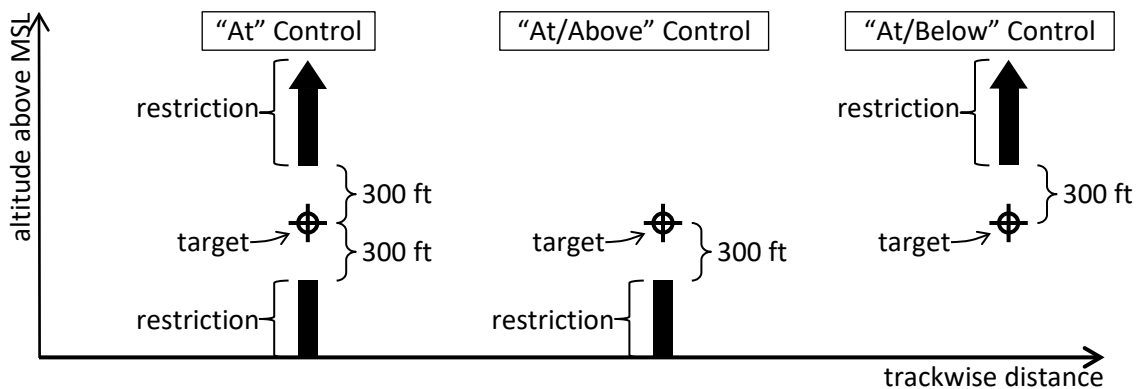 “At” Control
“At/Above” Control
“At/Below” Control
altitude above MSL
restriction
restriction
300 ft
300 ft
target
300 ft
target
300 ft
target
restriction
restriction
trackwise distance